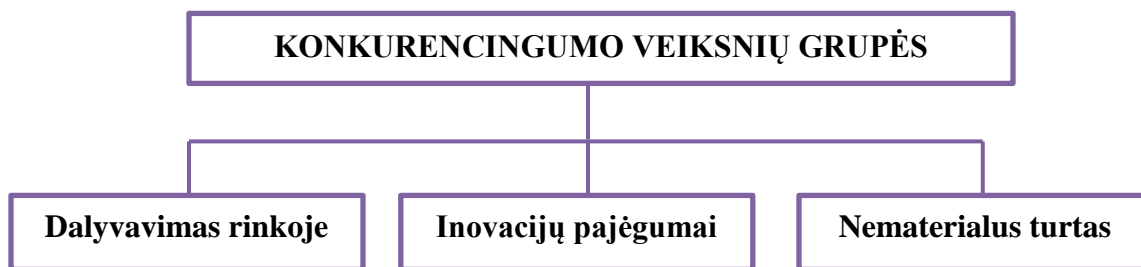 KONKURENCINGUMO VEIKSNIŲ GRUPĖS
Dalyvavimas rinkoje
Inovacijų pajėgumai
Nematerialus turtas